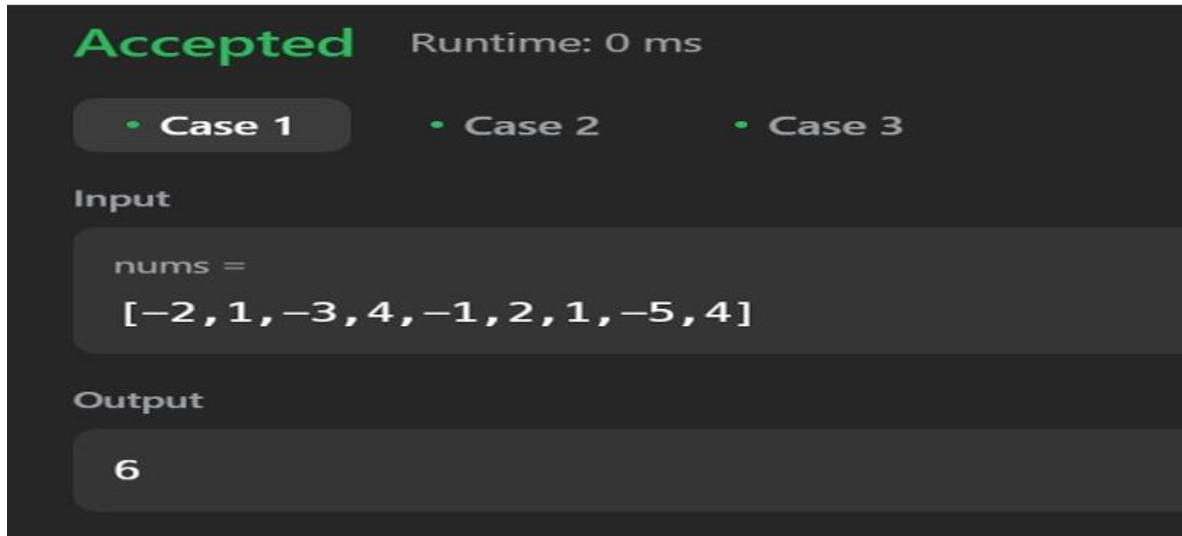 Accepted Runtime: 0 ms
• Case 1 • Case 2 • Case 3
Input
nums =
[-2,1,-3,4,-1,2,1,-5,4]
Output
6